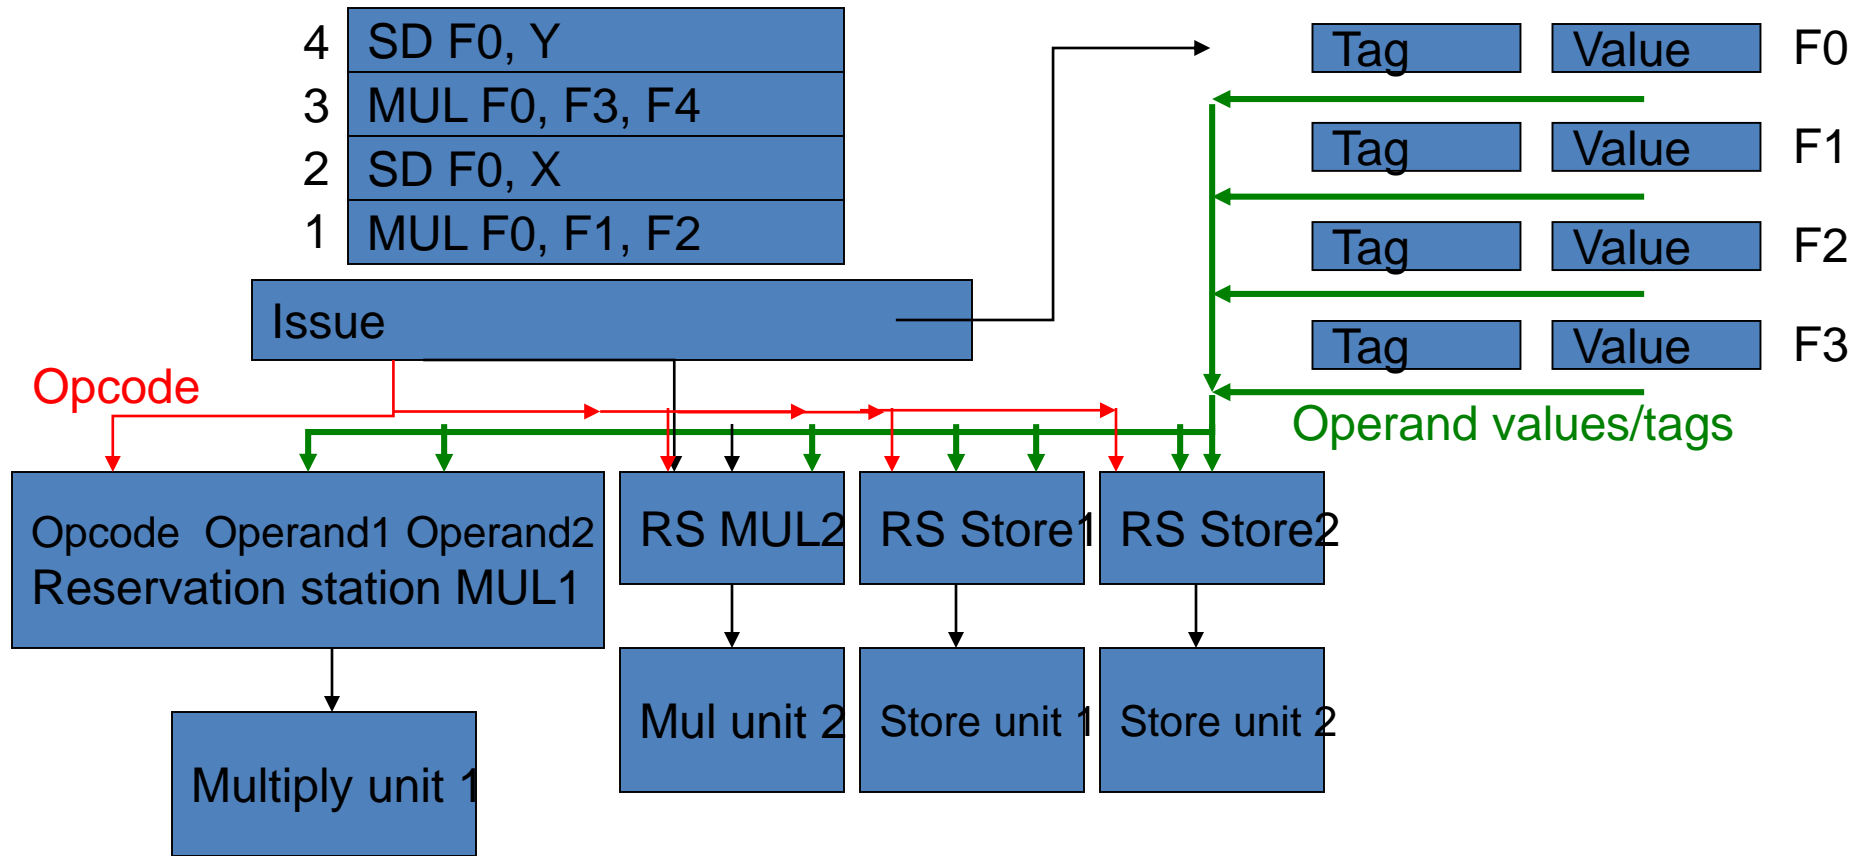 4 SD F0, Y
3 MUL F0, F3, F4
2 SD F0, X
1 MUL F0, F1, F2
Issue
Tag Value F0
Tag Value F1
Tag Value F2
Tag Value F3
Opcode
Operand values/tags
Opcode Operand1 Operand2
Reservation station MUL1
RS MUL2
RS Store1
RS Store2
Multiply unit 1
Mul unit 2
Store unit 1
Store unit 2